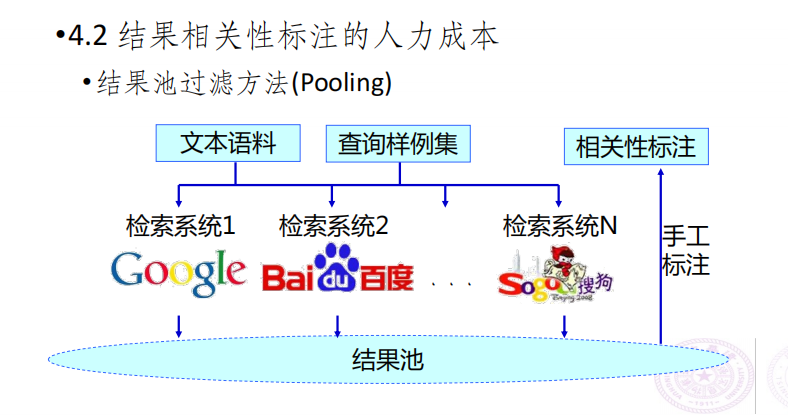 •4.2 结果相关性标注的人力成本
•结果池过滤方法(Pooling)
文本语料
查询样例集
相关性标注
检索系统1
检索系统2
检索系统N
手工
标注
Google
Bai du 百度
. . .
Sogou 搜狗
Beijing 2008
结果池